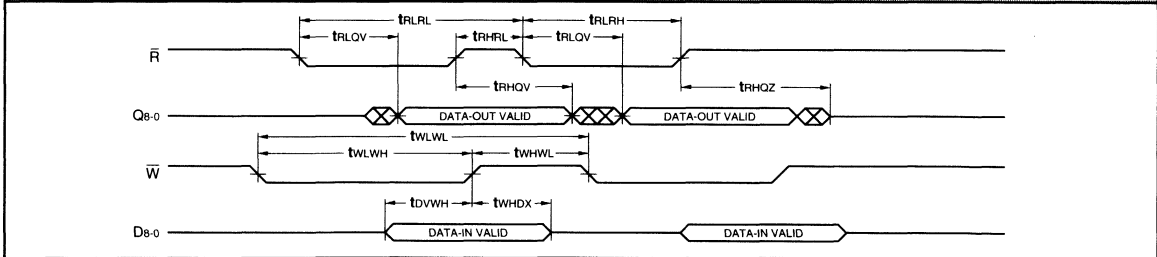 tRLRL tRLRH
tRLQV tRHRL tRLQV
R̅
tRHQV tRHQZ
Q8-0 DATA-OUT VALID DATA-OUT VALID
tWLWL
tWLWH tWHWL
W̅
tDVWH tWHDX
D8-0 DATA-IN VALID DATA-IN VALID